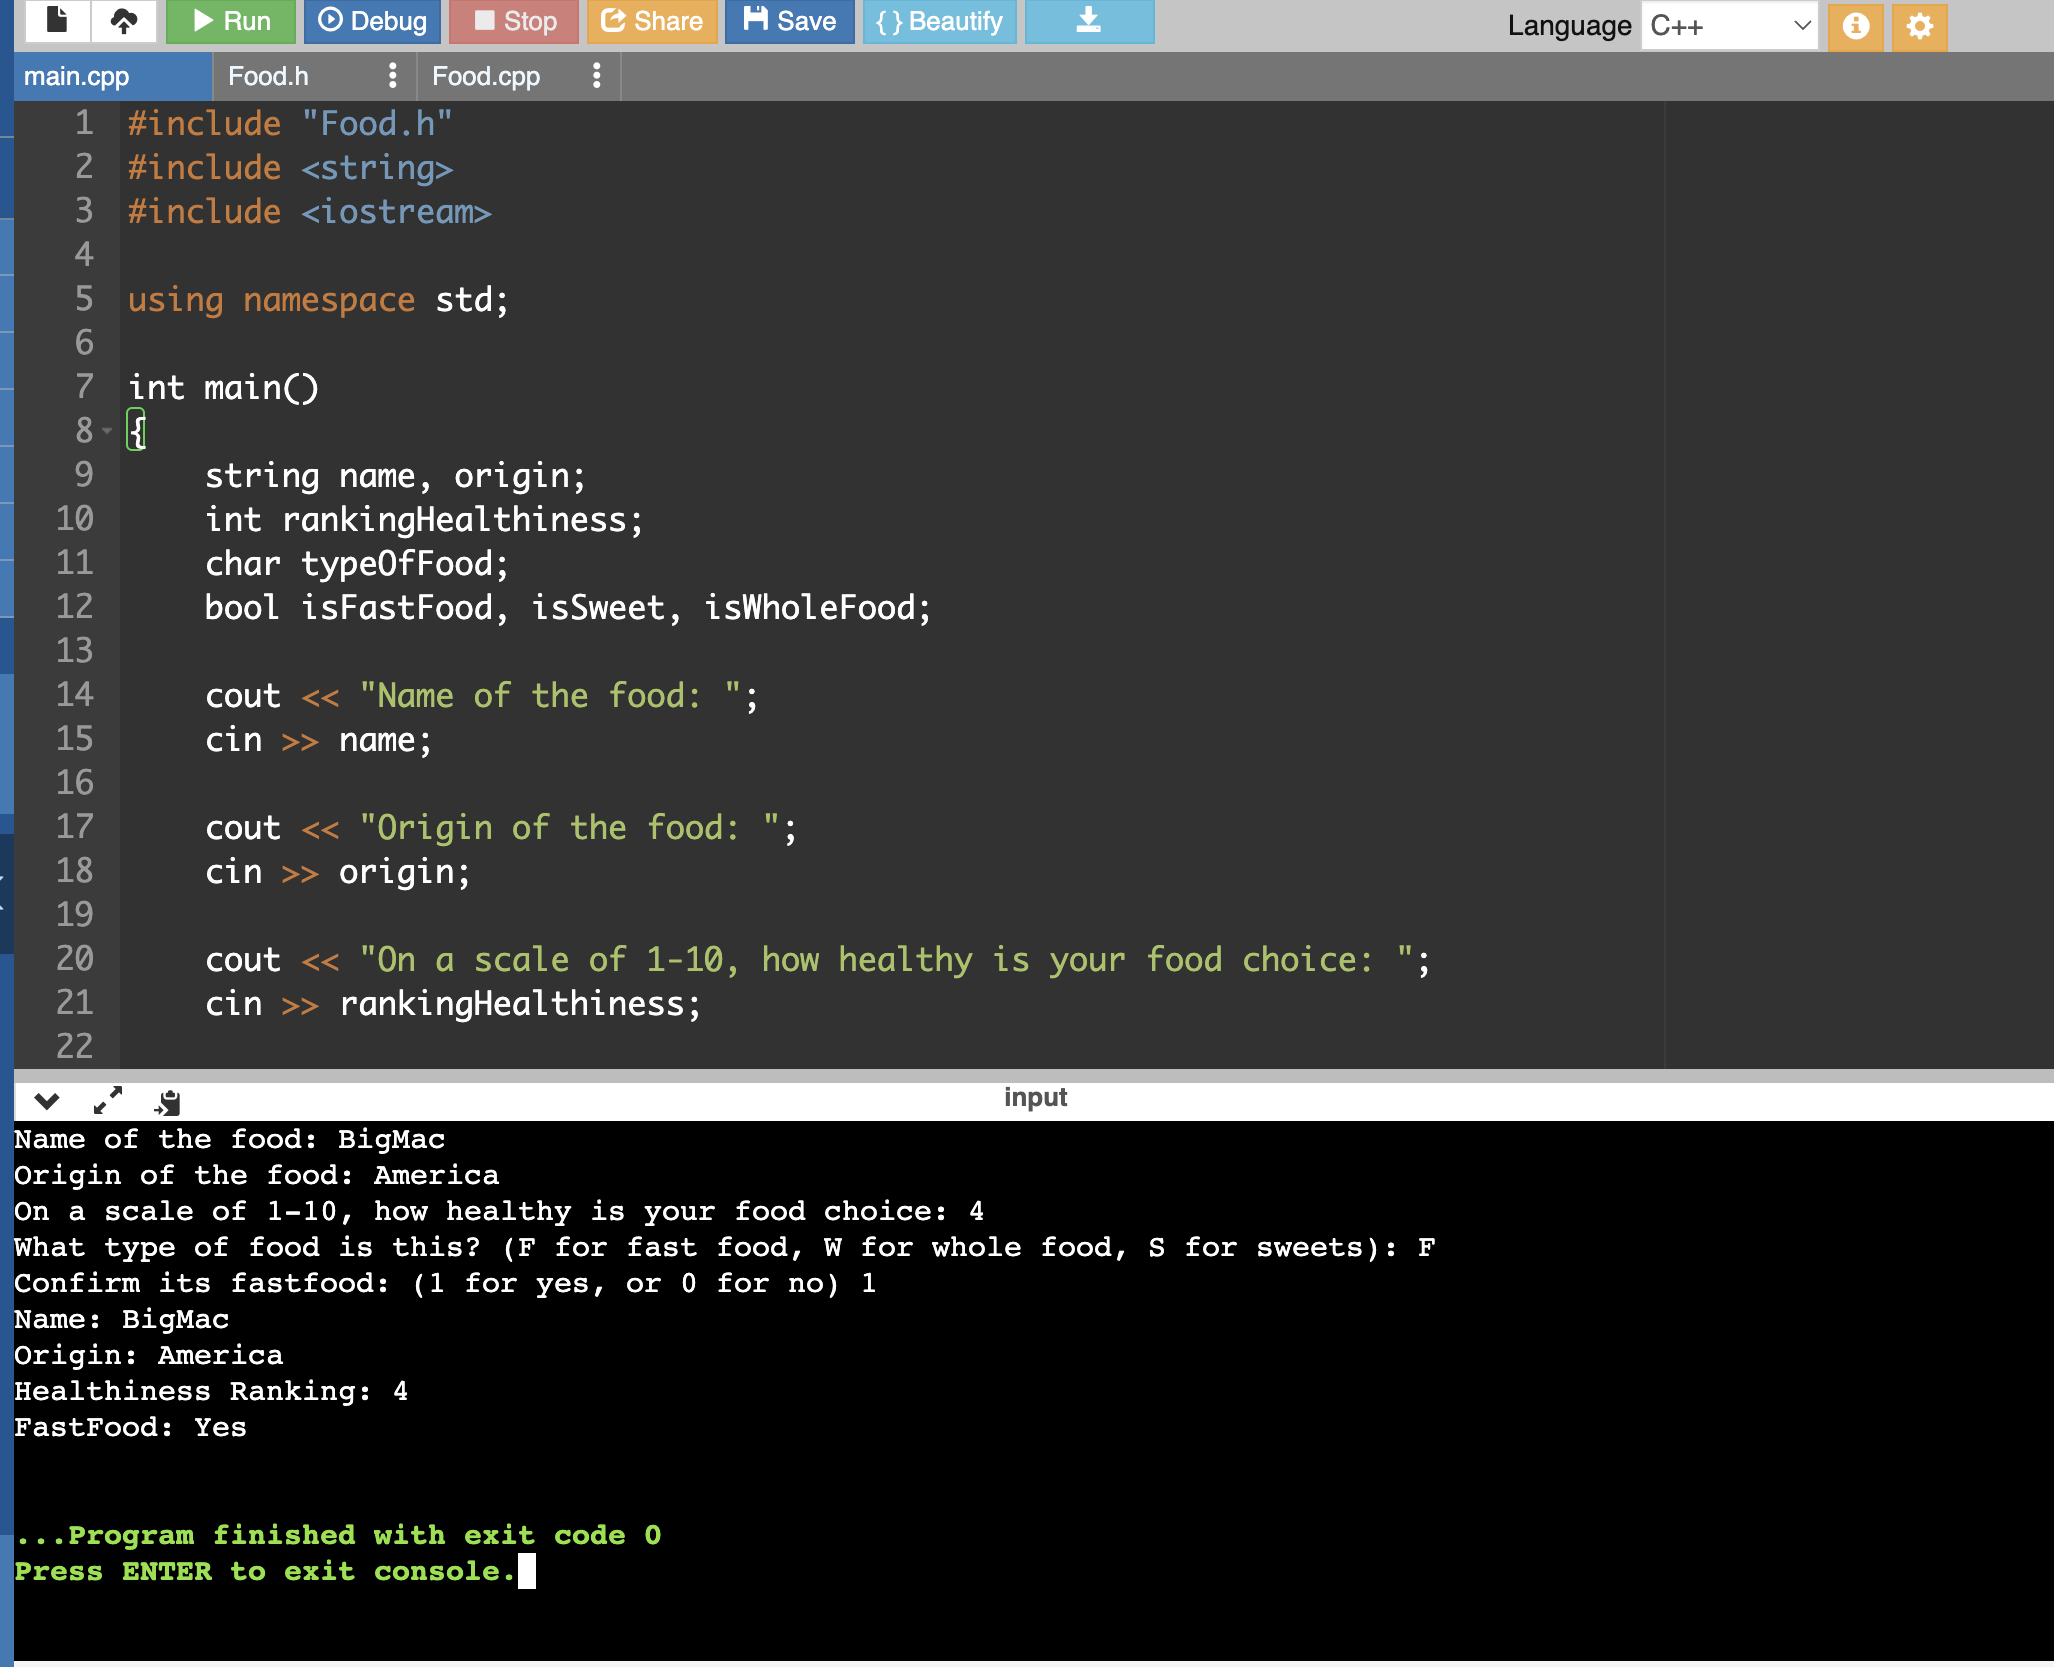 Run Debug Stop Share Save {} Beautify Language C++
main.cpp Food.h Food.cpp
1 #include "Food.h"
2 #include <string>
3 #include <iostream>
4
5 using namespace std;
6
7 int main()
8 {
9 string name, origin;
10 int rankingHealthiness;
11 char typeOfFood;
12 bool isFastFood, isSweet, isWholeFood;
13
14 cout << "Name of the food: ";
15 cin >> name;
16
17 cout << "Origin of the food: ";
18 cin >> origin;
19
20 cout << "On a scale of 1-10, how healthy is your food choice: ";
21 cin >> rankingHealthiness;
22
input
Name of the food: BigMac
Origin of the food: America
On a scale of 1-10, how healthy is your food choice: 4
What type of food is this? (F for fast food, W for whole food, S for sweets): F
Confirm its fastfood: (1 for yes, or 0 for no) 1
Name: BigMac
Origin: America
Healthiness Ranking: 4
FastFood: Yes
...Program finished with exit code 0
Press ENTER to exit console.